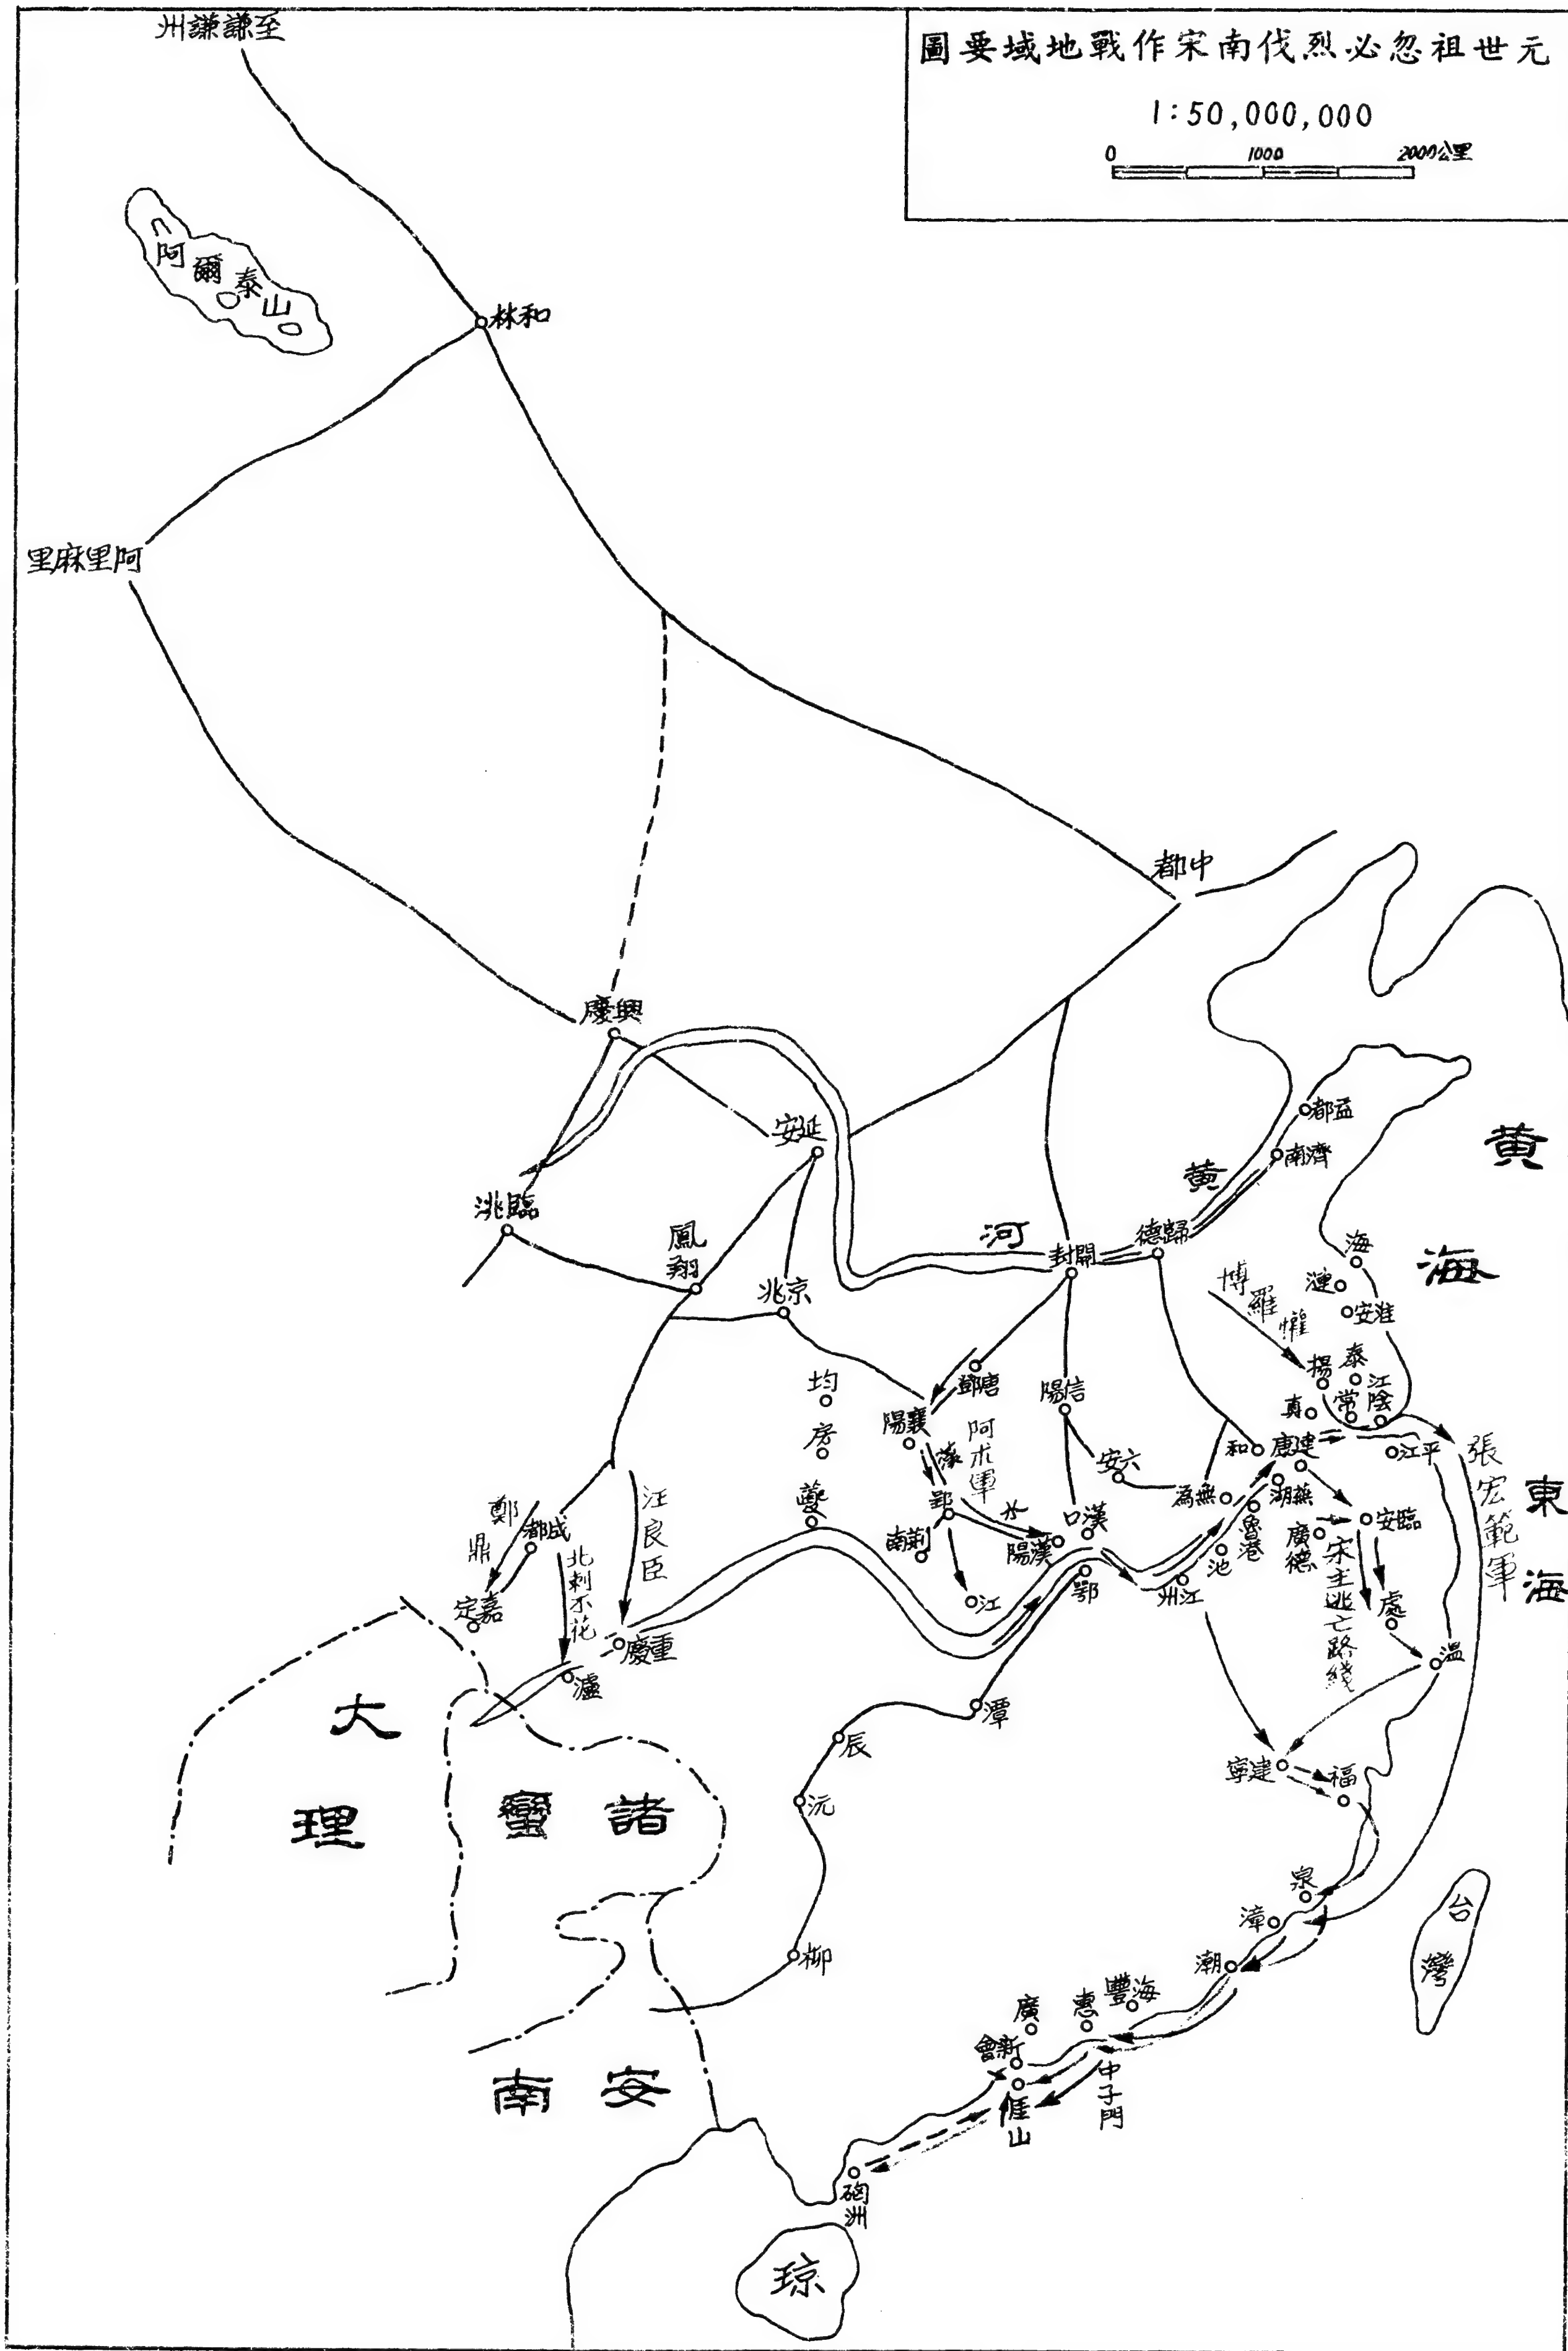 元世祖忽必烈伐南宋作戰地域要圖
1:50,000,000
0 1000 2000公里
至謙謙州
阿爾泰山
和林
阿里麻里
中都
興慶
延安
益都
濟南
黃海
黃河
臨洮
鳳翔
京兆
開封
歸德
海
漣
淮安
博羅懽
揚
泰
江陰
常
真
均
房
夔
唐鄧
襄陽
信陽
阿朮軍
漢水
郢
荊南
漢口
漢陽
鄂
江
六安
無為
和
建康
蕪湖
魯港
池
江州
廣德
臨安
平江
張宏範軍
東海
宋主逃亡路綫
處
溫
鄭鼎
成都
汪良臣
北剌不花
嘉定
重慶
瀘
大理
諸蠻
安南
潭
辰
沅
柳
建寧
福
泉
漳
潮
台灣
海豐
惠
廣
新會
崖山
中子門
硇洲
琼